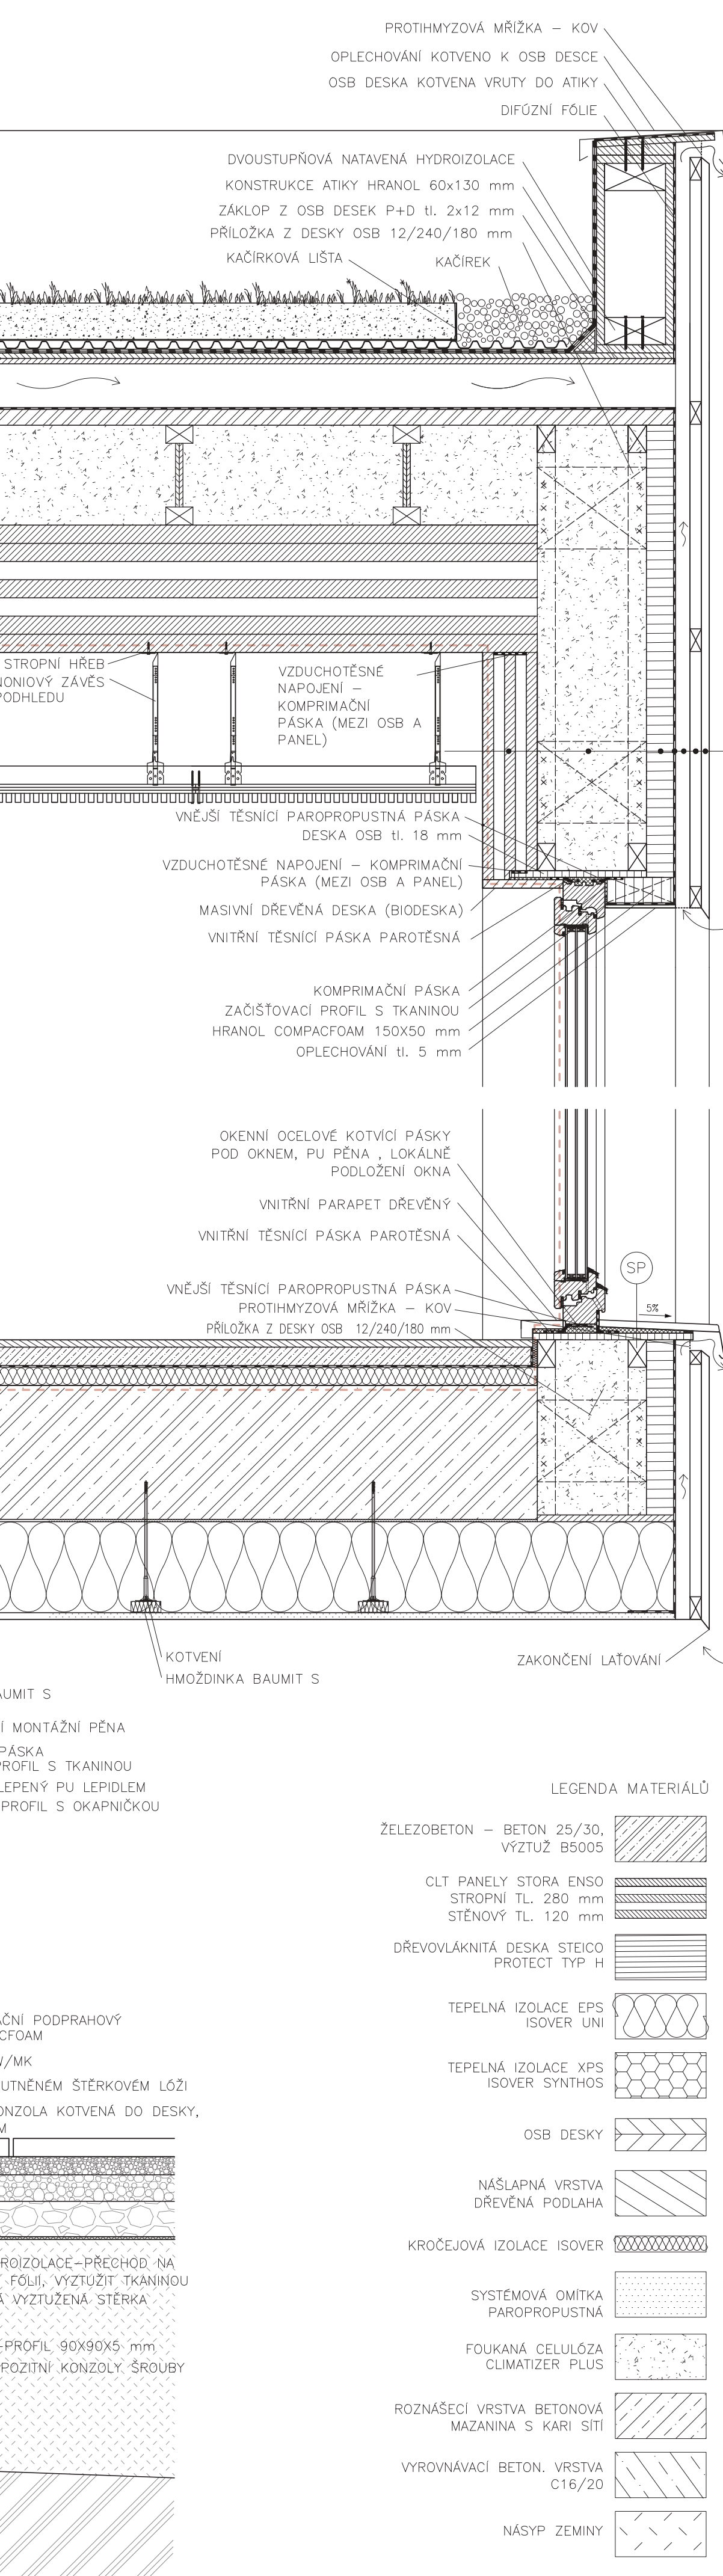 PROTIHMYZOVÁ MŘÍŽKA – KOV
OPLECHOVÁNÍ KOTVENO K OSB DESCE
OSB DESKA KOTVENA VRUTY DO ATIKY
DIFÚZNÍ FÓLIE
DVOUSTUPŇOVÁ NATAVENÁ HYDROIZOLACE
KONSTRUKCE ATIKY HRANOL 60x130 mm
ZÁKLOP Z OSB DESEK P+D tl. 2x12 mm
PŘÍLOŽKA Z DESKY OSB 12/240/180 mm
KAČÍRKOVÁ LIŠTA
KAČÍREK
STROPNÍ HŘEB
NONIOVÝ ZÁVĚS
PODHLEDU
VZDUCHOTĚSNÉ
NAPOJENÍ –
KOMPRIMAČNÍ
PÁSKA (MEZI OSB A
PANEL)
VNĚJŠÍ TĚSNÍCÍ PAROPROPUSTNÁ PÁSKA
DESKA OSB tl. 18 mm
VZDUCHOTĚSNÉ NAPOJENÍ – KOMPRIMAČNÍ
PÁSKA (MEZI OSB A PANEL)
MASIVNÍ DŘEVĚNÁ DESKA (BIODESKA)
VNITŘNÍ TĚSNÍCÍ PÁSKA PAROTĚSNÁ
KOMPRIMAČNÍ PÁSKA
ZAČIŠŤOVACÍ PROFIL S TKANINOU
HRANOL COMPACFOAM 150X50 mm
OPLECHOVÁNÍ tl. 5 mm
OKENNÍ OCELOVÉ KOTVÍCÍ PÁSKY
POD OKNEM, PU PĚNA , LOKÁLNĚ
PODLOŽENÍ OKNA
VNITŘNÍ PARAPET DŘEVĚNÝ
VNITŘNÍ TĚSNÍCÍ PÁSKA PAROTĚSNÁ
SP
VNĚJŠÍ TĚSNÍCÍ PAROPROPUSTNÁ PÁSKA
PROTIHMYZOVÁ MŘÍŽKA – KOV
5%
PŘÍLOŽKA Z DESKY OSB 12/240/180 mm
KOTVENÍ
HMOŽDINKA BAUMIT S
ZAKONČENÍ LAŤOVÁNÍ
AUMIT S
Í MONTÁŽNÍ PĚNA
PÁSKA
PROFIL S TKANINOU
LEPENÝ PU LEPIDLEM
PROFIL S OKAPNIČKOU
LEGENDA MATERIÁLŮ
ŽELEZOBETON – BETON 25/30,
VÝZTUŽ B5005
CLT PANELY STORA ENSO
STROPNÍ TL. 280 mm
STĚNOVÝ TL. 120 mm
DŘEVOVLÁKNITÁ DESKA STEICO
PROTECT TYP H
TEPELNÁ IZOLACE EPS
ISOVER UNI
TEPELNÁ IZOLACE XPS
ISOVER SYNTHOS
OSB DESKY
NÁŠLAPNÁ VRSTVA
DŘEVĚNÁ PODLAHA
KROČEJOVÁ IZOLACE ISOVER
SYSTÉMOVÁ OMÍTKA
PAROPROPUSTNÁ
FOUKANÁ CELULÓZA
CLIMATIZER PLUS
ROZNÁŠECÍ VRSTVA BETONOVÁ
MAZANINA S KARI SÍTÍ
VYROVNÁVACÍ BETON. VRSTVA
C16/20
NÁSYP ZEMINY
AČNÍ PODPRAHOVÝ
CFOAM
W/MK
UTNĚNÉM ŠTĚRKOVÉM LÓŽI
ONZOLA KOTVENÁ DO DESKY,
M
ROIZOLACE–PŘECHOD NA
FÓLII, VYZTUŽIT TKANINOU
Á VYZTUŽENÁ STĚRKA
–PROFIL 90X90X5 mm
POZITNÍ KONZOLY ŠROUBY